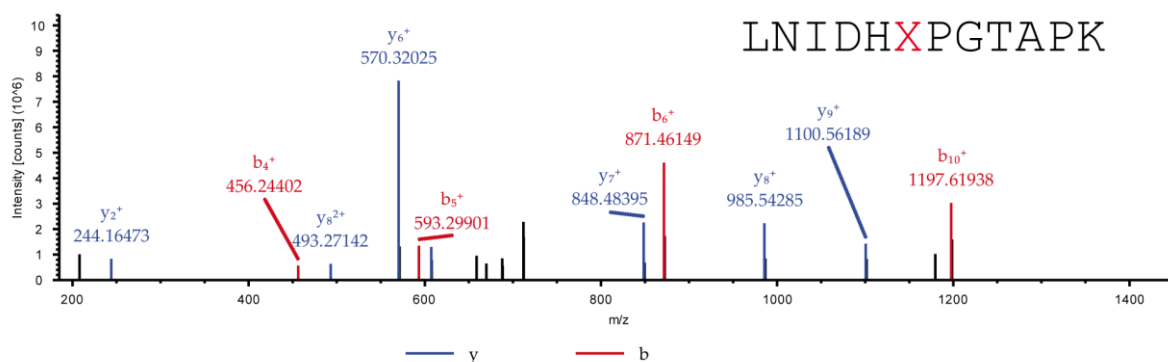 LNIDHXPGTAPK
Intensity [counts] (10^6)
10
9
8
7
6
5
4
3
2
1
0
y₂⁺
244.16473
b₄⁺
456.24402
y₈²⁺
493.27142
y₆⁺
570.32025
b₅⁺
593.29901
y₇⁺
848.48395
b₆⁺
871.46149
y₈⁺
985.54285
y₉⁺
1100.56189
b₁₀⁺
1197.61938
200 400 600 800 1000 1200 1400
m/z
y b